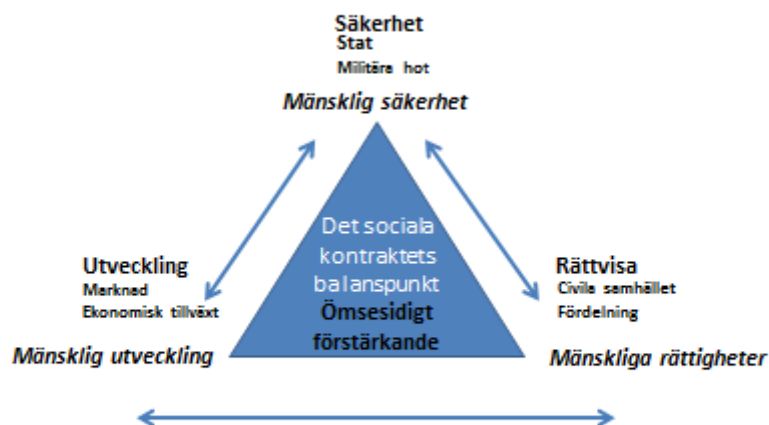 Säkerhet
Stat
Militära hot
Mänsklig säkerhet
Det sociala
kontraktets
balanspunkt
Ömsesidigt
förstärkande
Utveckling
Marknad
Ekonomisk tillväxt
Mänsklig utveckling
Rättvisa
Civila samhället
Fördelning
Mänskliga rättigheter